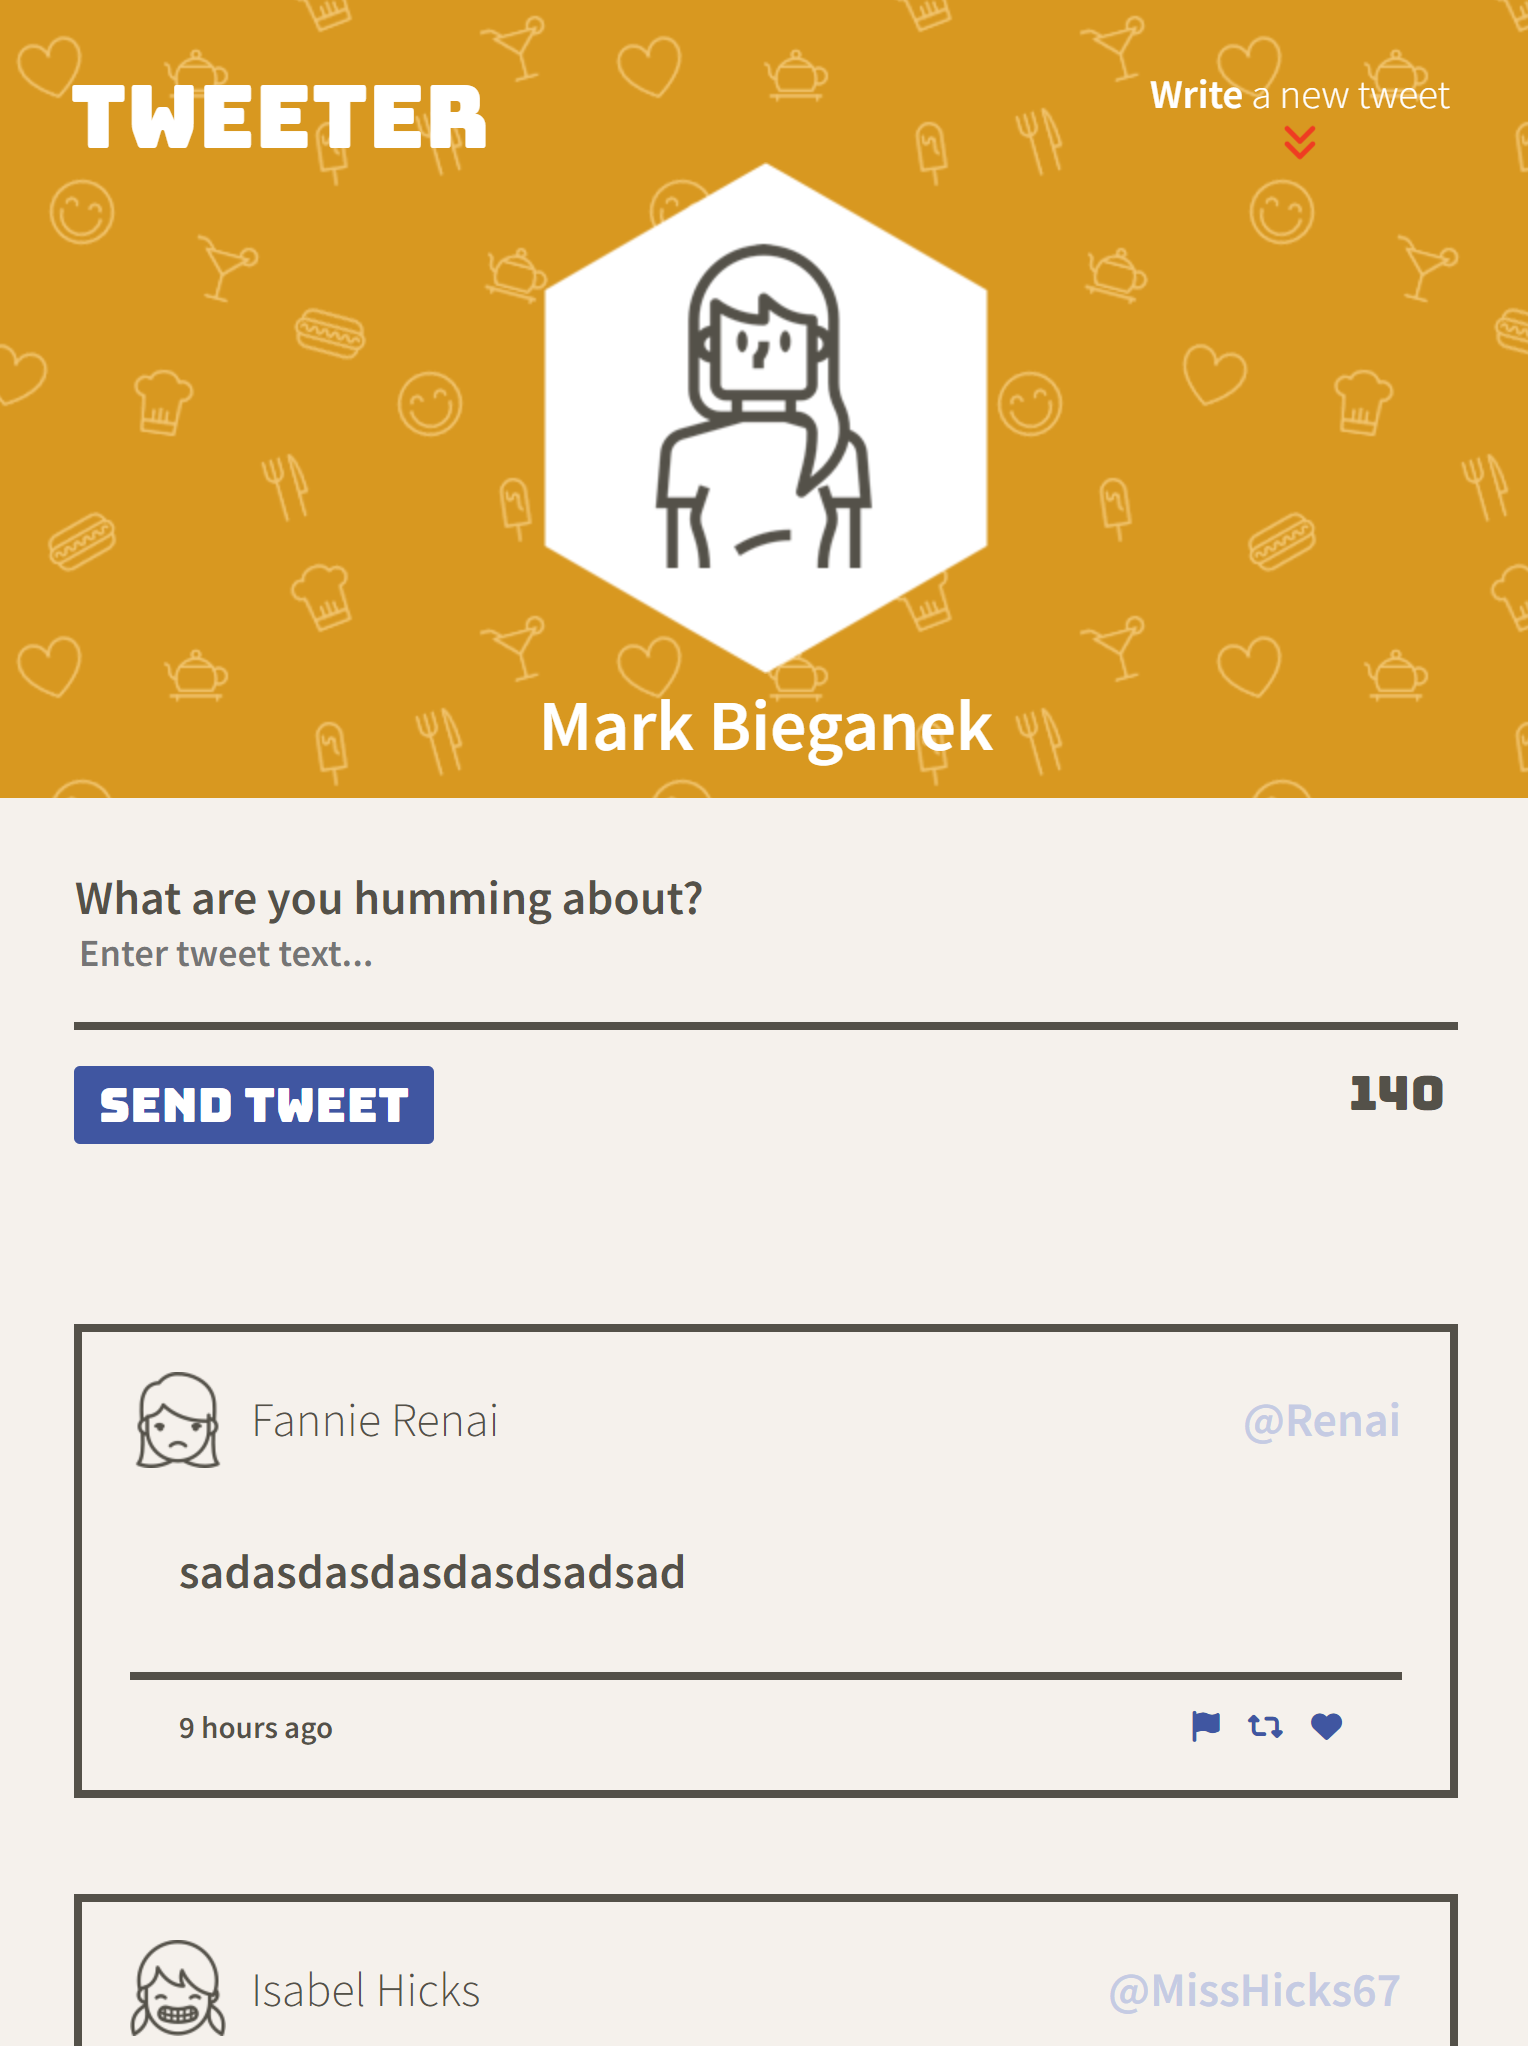 TWEETER
Write a new tweet
Mark Bieganek
What are you humming about?
Enter tweet text...
SEND TWEET
140
Fannie Renai
@Renai
sadasdasdasdasdsadsad
9 hours ago
Isabel Hicks
@MissHicks67